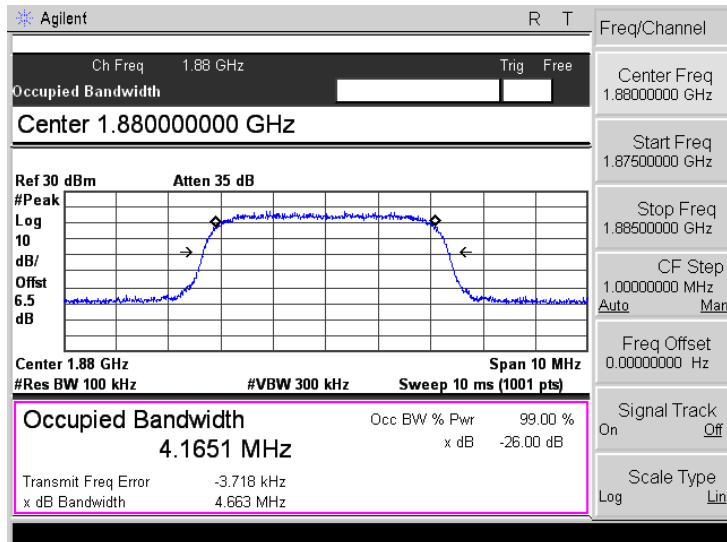 Agilent R T
Ch Freq 1.88 GHz Trig Free
Occupied Bandwidth
Center 1.880000000 GHz
Ref 30 dBm Atten 35 dB
#Peak
Log
10
dB/
Offst
6.5
dB
Center 1.88 GHz Span 10 MHz
#Res BW 100 kHz #VBW 300 kHz Sweep 10 ms (1001 pts)
Occupied Bandwidth Occ BW % Pwr 99.00 %
4.1651 MHz x dB -26.00 dB
Transmit Freq Error -3.718 kHz
x dB Bandwidth 4.663 MHz
Freq/Channel
Center Freq
1.88000000 GHz
Start Freq
1.87500000 GHz
Stop Freq
1.88500000 GHz
CF Step
1.00000000 MHz
Auto Man
Freq Offset
0.00000000 Hz
Signal Track
On Off
Scale Type
Log Lin